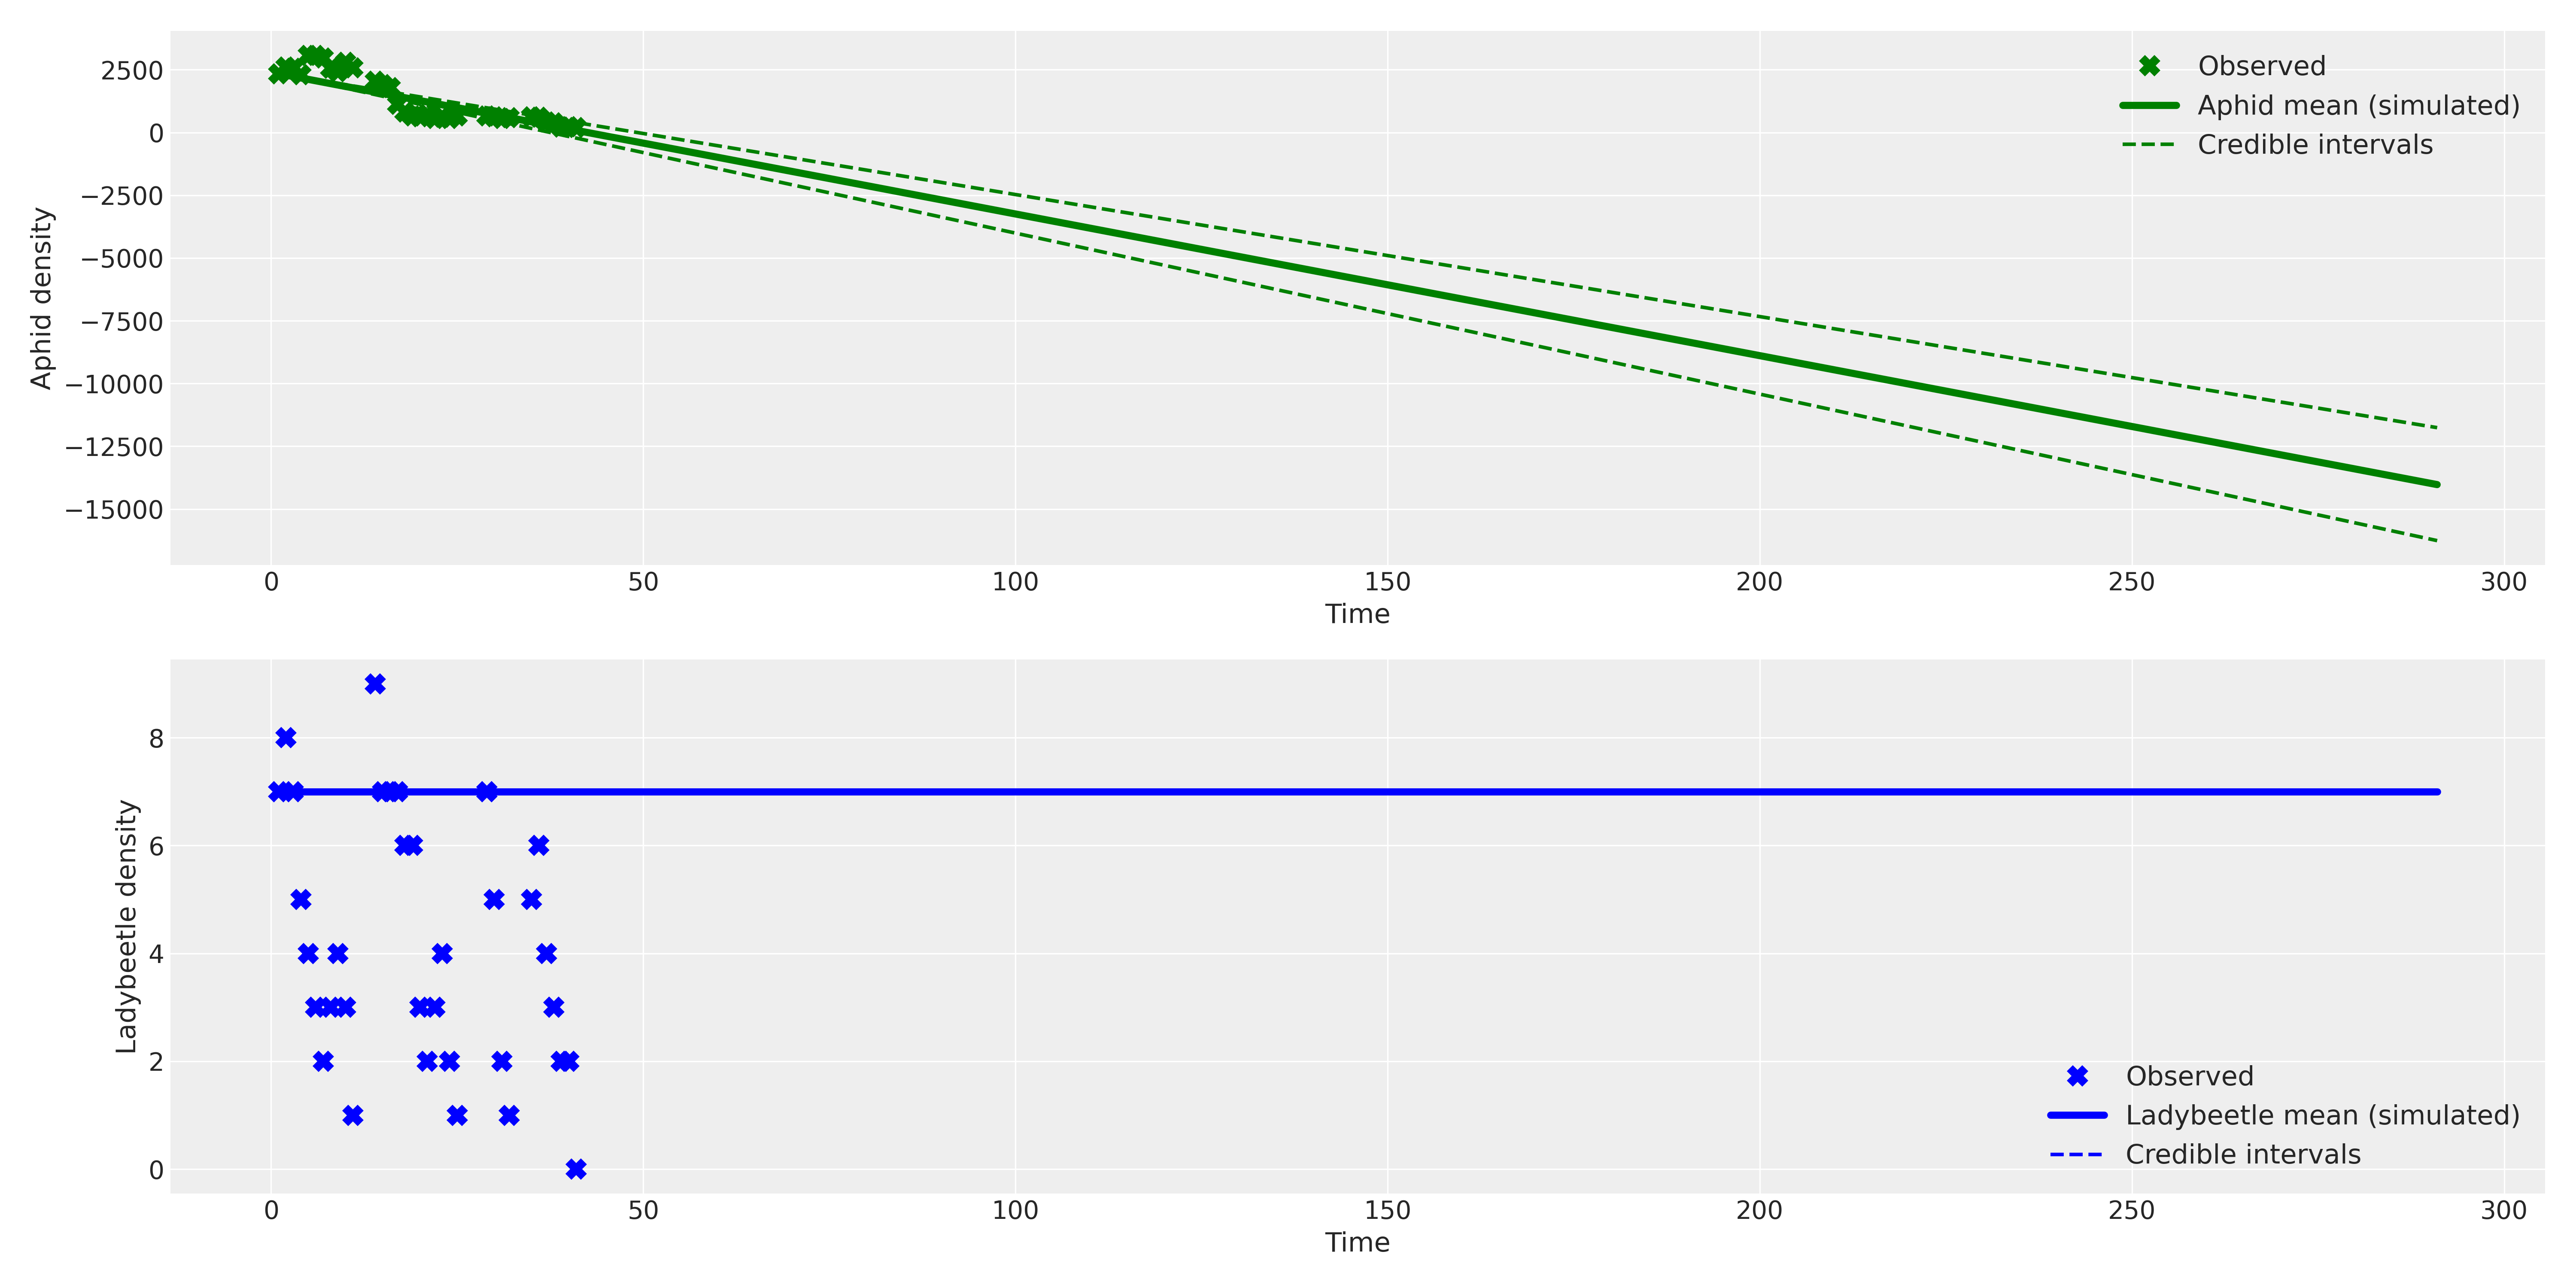 2500
0
−2500
−5000
−7500
−10000
−12500
−15000
Aphid density
Observed
Aphid mean (simulated)
Credible intervals
0 50 100 150 200 250 300
Time
8
6
4
2
0
Ladybeetle density
Observed
Ladybeetle mean (simulated)
Credible intervals
0 50 100 150 200 250 300
Time